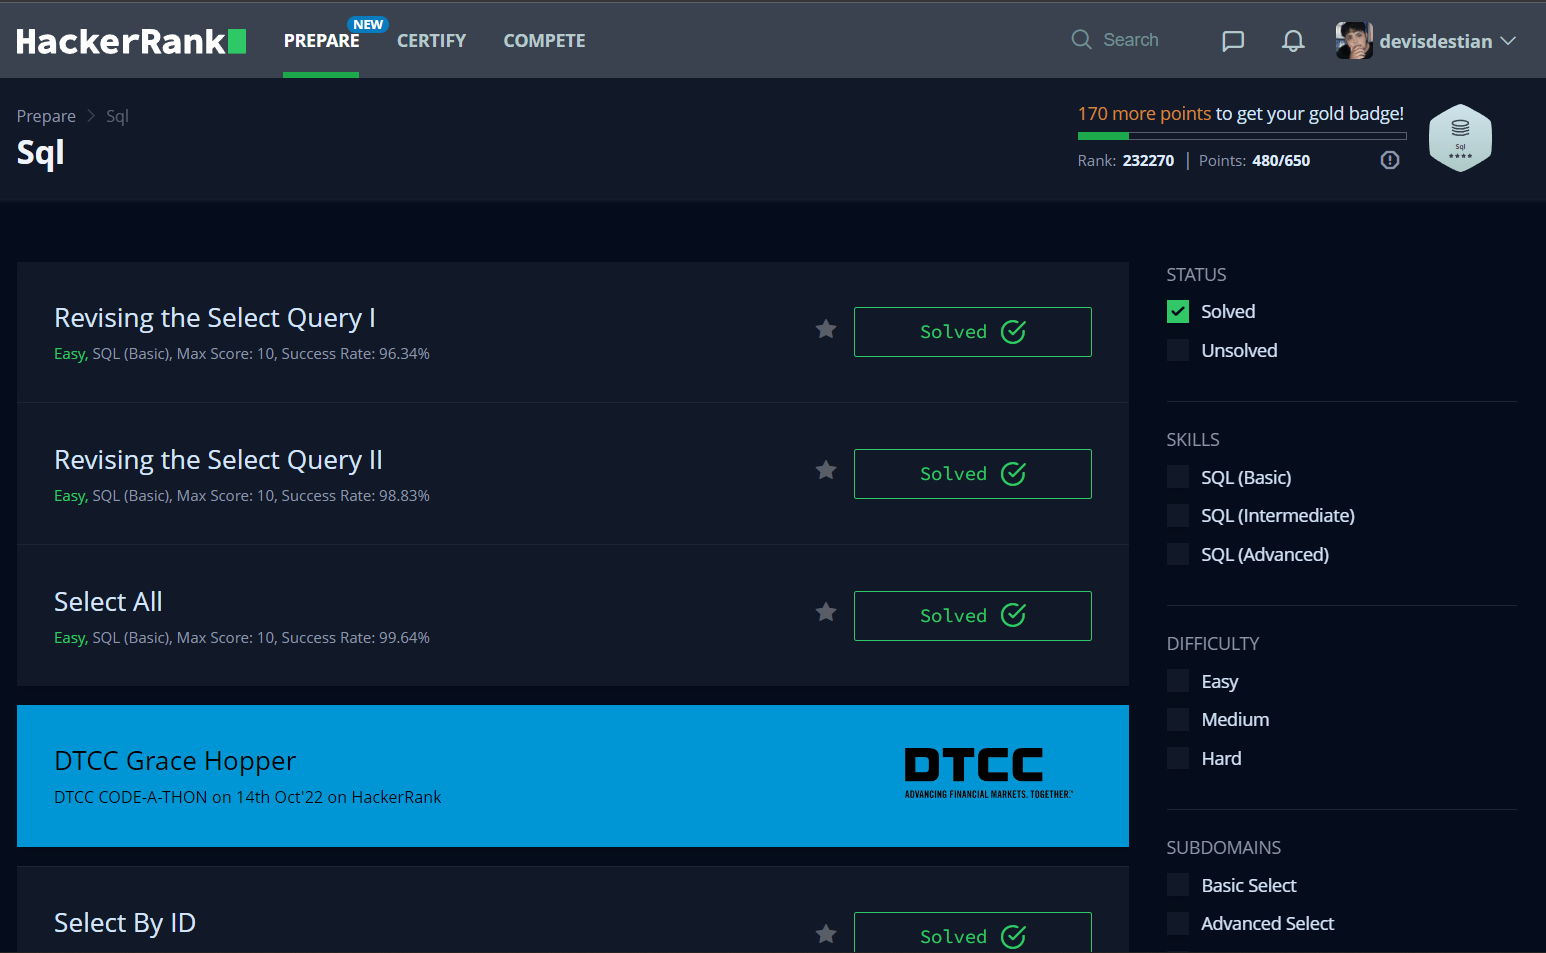 HackerRank
PREPARE
NEW
CERTIFY
COMPETE
Search
devisdestian
Prepare
Sql
Sql
170 more points to get your gold badge!
Rank: 232270 | Points: 480/650
Sql
Revising the Select Query I
Easy, SQL (Basic), Max Score: 10, Success Rate: 96.34%
Solved
Revising the Select Query II
Easy, SQL (Basic), Max Score: 10, Success Rate: 98.83%
Solved
Select All
Easy, SQL (Basic), Max Score: 10, Success Rate: 99.64%
Solved
DTCC Grace Hopper
DTCC CODE-A-THON on 14th Oct'22 on HackerRank
DTCC
ADVANCING FINANCIAL MARKETS. TOGETHER.™
Select By ID
Solved
STATUS
Solved
Unsolved
SKILLS
SQL (Basic)
SQL (Intermediate)
SQL (Advanced)
DIFFICULTY
Easy
Medium
Hard
SUBDOMAINS
Basic Select
Advanced Select